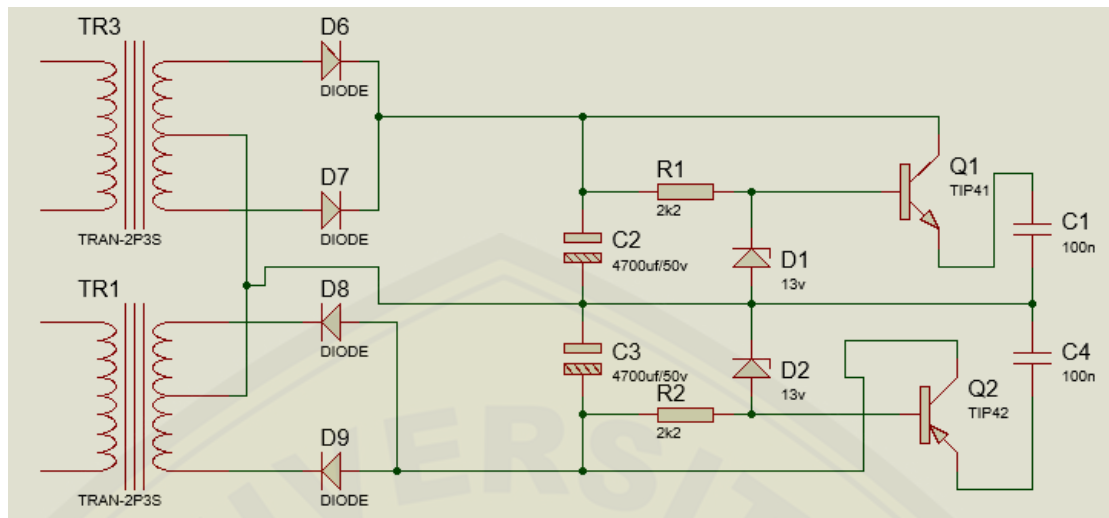 TR3
TRAN-2P3S
D6
DIODE
D7
DIODE
R1
2k2
Q1
TIP41
C2
4700uf/50v
D1
13v
C1
100n
TR1
TRAN-2P3S
D8
DIODE
D9
DIODE
C3
4700uf/50v
R2
2k2
D2
13v
Q2
TIP42
C4
100n
IVERSIT